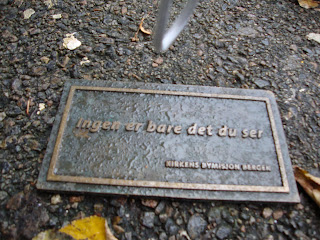 Ingen er bare det du ser
KIRKENS BYMISJON BERGEN